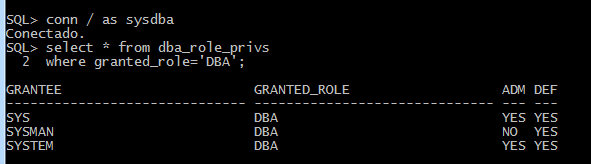 SQL> conn / as sysdba
Conectado.
SQL> select * from dba_role_privs
  2  where granted_role='DBA';
GRANTEE                        GRANTED_ROLE                   ADM DEF
------------------------------ ------------------------------ --- ---
SYS                            DBA                            YES YES
SYSMAN                         DBA                            NO  YES
SYSTEM                         DBA                            YES YES